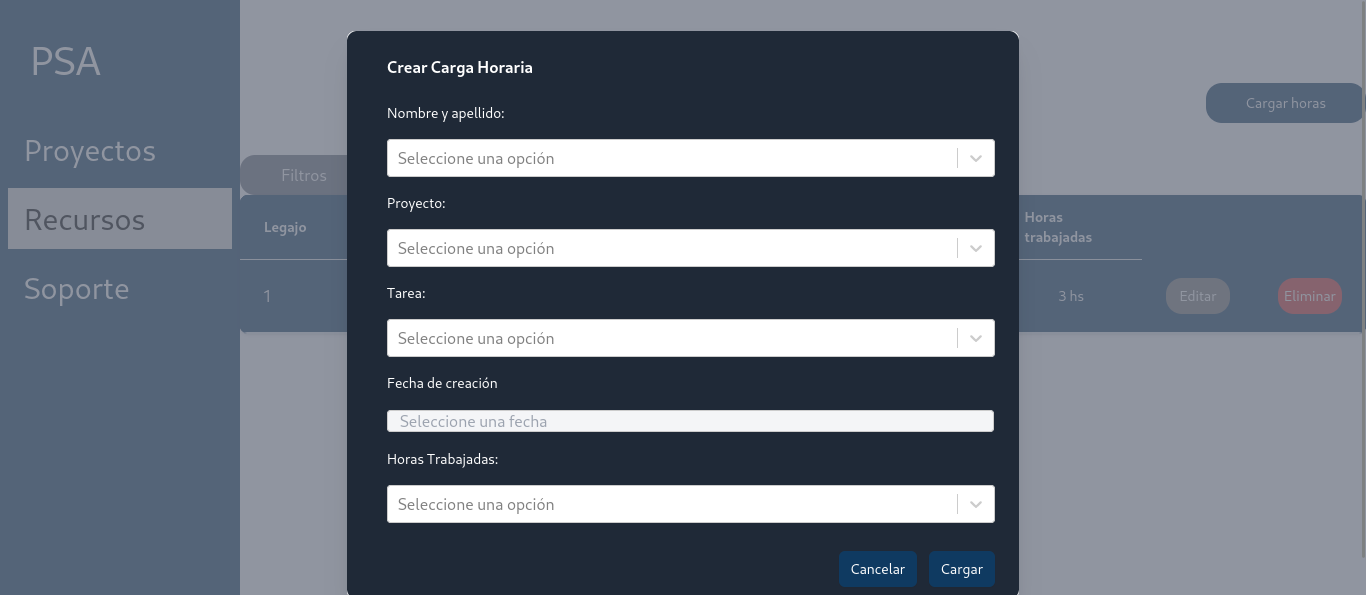 PSA
Proyectos
Recursos
Soporte
Cargar horas
Filtros
Legajo
Horas
trabajadas
1
3 hs
Editar
Eliminar
Crear Carga Horaria
Nombre y apellido:
Seleccione una opción
Proyecto:
Seleccione una opción
Tarea:
Seleccione una opción
Fecha de creación
Seleccione una fecha
Horas Trabajadas:
Seleccione una opción
Cancelar
Cargar